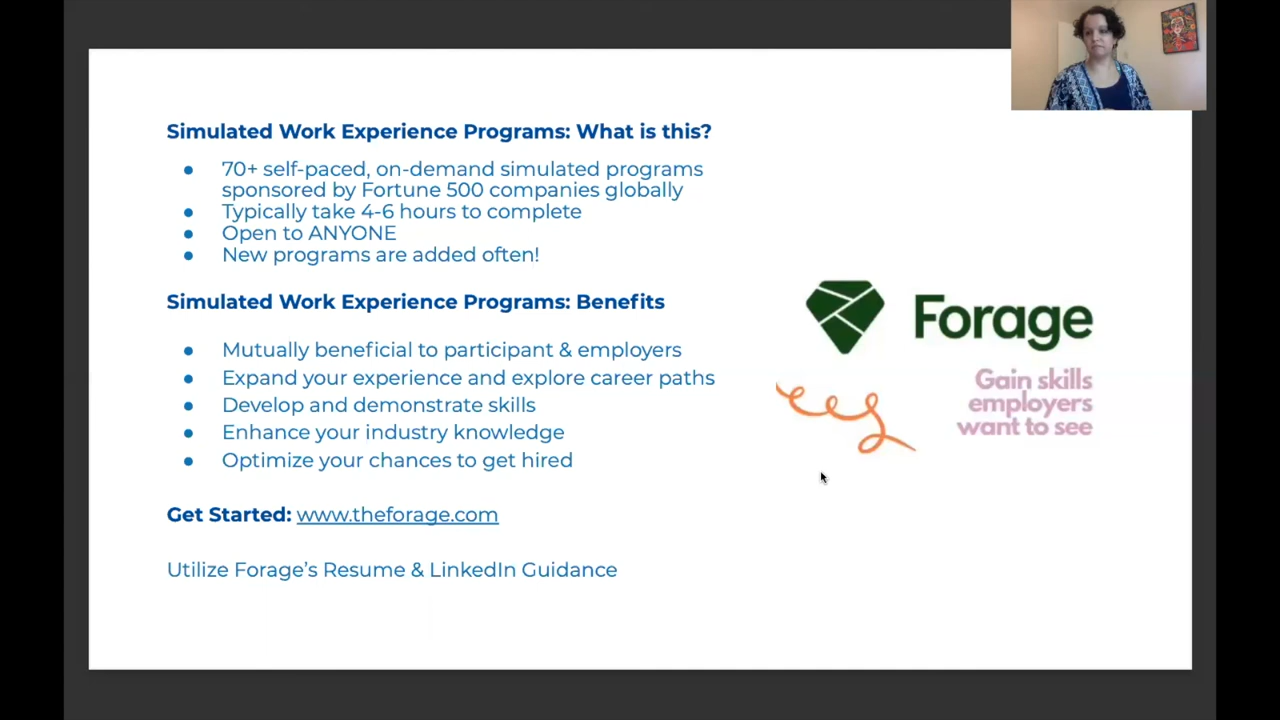 Simulated Work Experience Programs: What is this?
● 70+ self-paced, on-demand simulated programs
sponsored by Fortune 500 companies globally
● Typically take 4-6 hours to complete
● Open to ANYONE
● New programs are added often!
Simulated Work Experience Programs: Benefits
● Mutually beneficial to participant & employers
● Expand your experience and explore career paths
● Develop and demonstrate skills
● Enhance your industry knowledge
● Optimize your chances to get hired
Get Started: www.theforage.com
Utilize Forage’s Resume & LinkedIn Guidance
Forage
Gain skills
employers
want to see